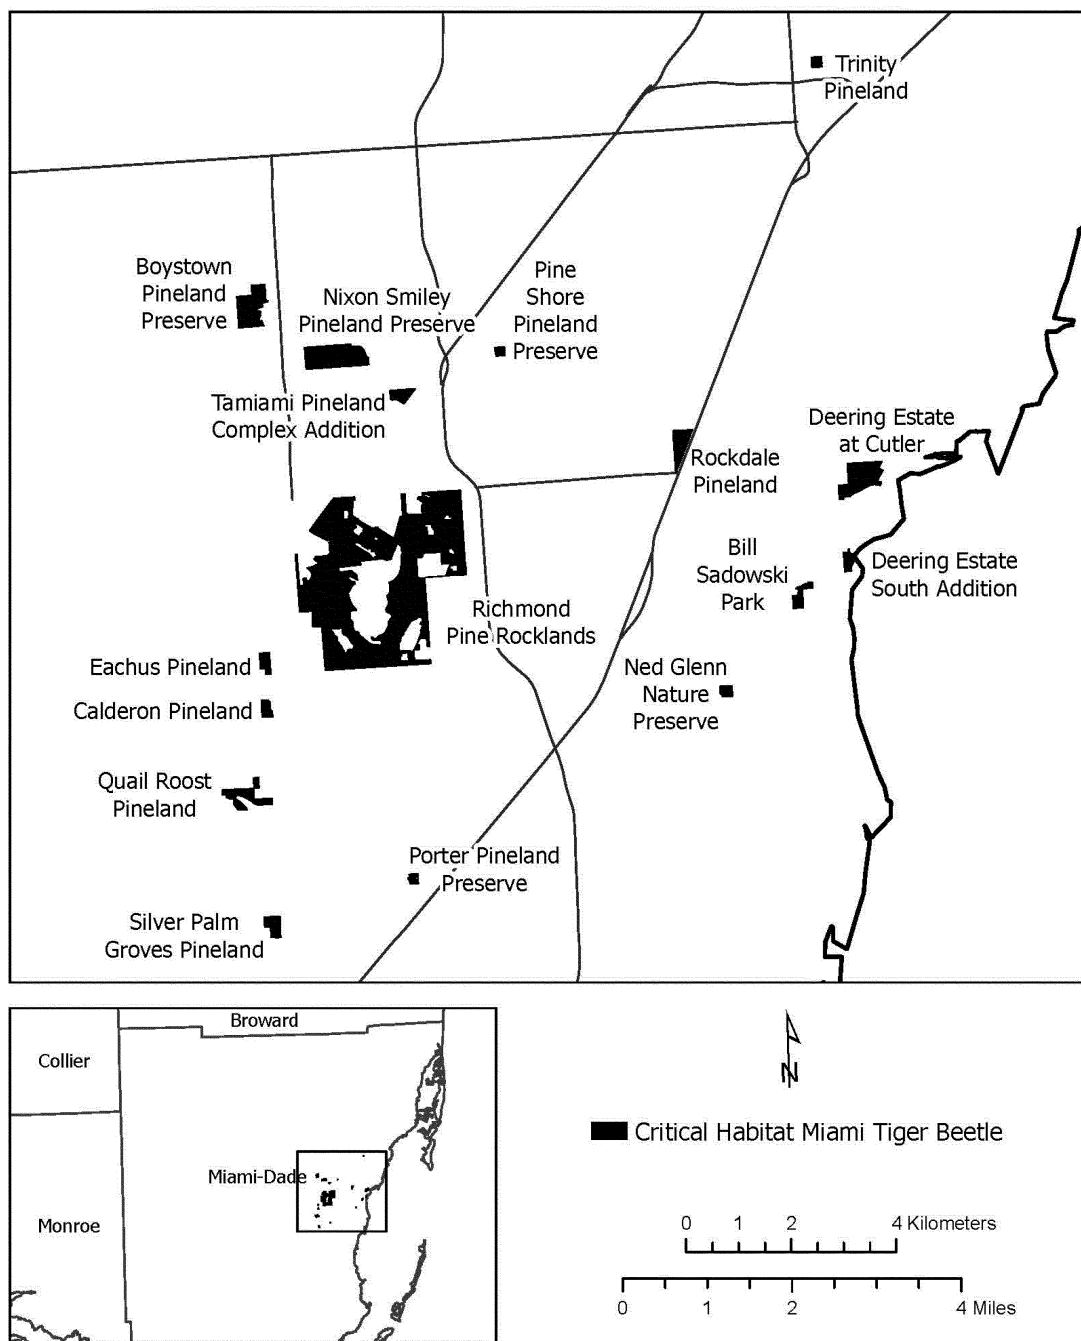 Trinity
Pineland
Boystown
Pineland
Preserve
Nixon Smiley
Pineland Preserve
Pine
Shore
Pineland
Preserve
Tamiami Pineland
Complex Addition
Deering Estate
at Cutler
Rockdale
Pineland
Bill
Sadowski
Park
Deering Estate
South Addition
Richmond
Pine Rocklands
Eachus Pineland
Calderon Pineland
Ned Glenn
Nature
Preserve
Quail Roost
Pineland
Porter Pineland
Preserve
Silver Palm
Groves Pineland
Broward
Collier
Miami-Dade
Monroe
N
Critical Habitat Miami Tiger Beetle
0 1 2 4 Kilometers
0 1 2 4 Miles